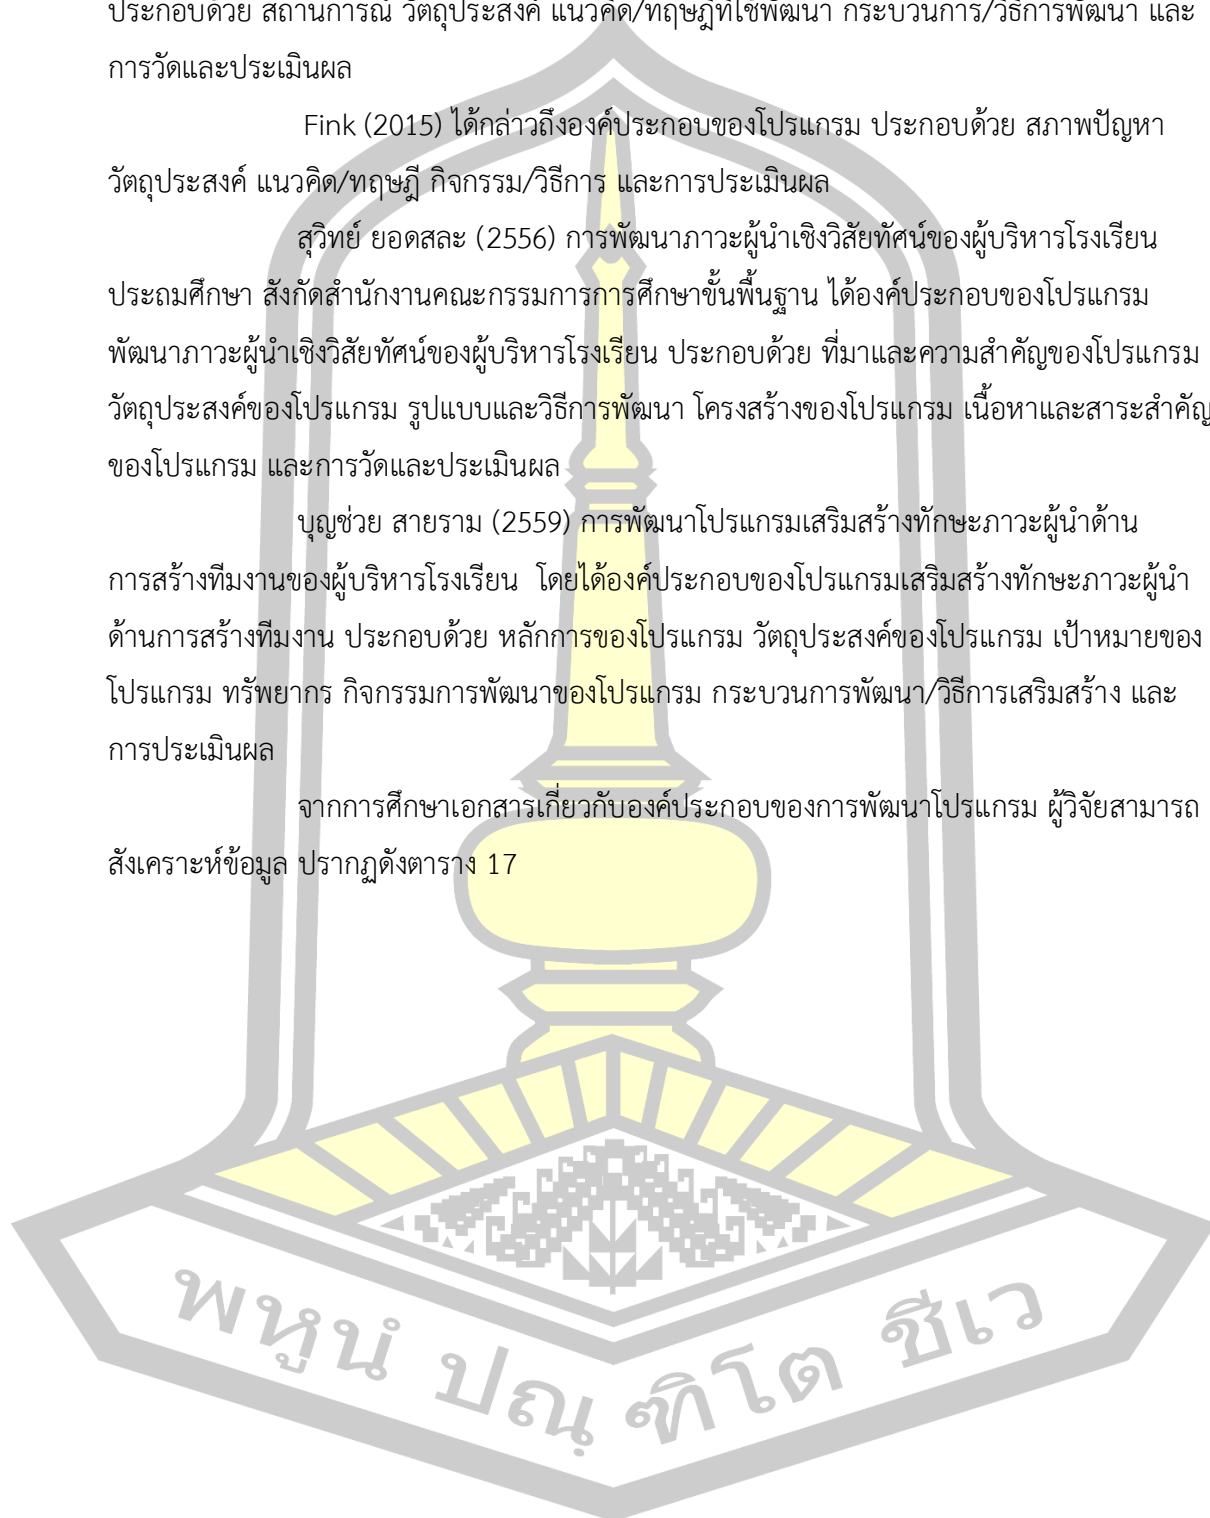 ประกอบด้วย สถานการณ์ วัตถุประสงค์ แนวคิด/ทฤษฎีที่ใช้พัฒนา กระบวนการ/วิธีการพัฒนา และ
การวัดและประเมินผล
Fink (2015) ได้กล่าวถึงองค์ประกอบของโปรแกรม ประกอบด้วย สภาพปัญหา
วัตถุประสงค์ แนวคิด/ทฤษฎี กิจกรรม/วิธีการ และการประเมินผล
สุวิทย์ ยอดสละ (2556) การพัฒนาภาวะผู้นำเชิงวิสัยทัศน์ของผู้บริหารโรงเรียน
ประถมศึกษา สังกัดสำนักงานคณะกรรมการการศึกษาขั้นพื้นฐาน ได้องค์ประกอบของโปรแกรม
พัฒนาภาวะผู้นำเชิงวิสัยทัศน์ของผู้บริหารโรงเรียน ประกอบด้วย ที่มาและความสำคัญของโปรแกรม
วัตถุประสงค์ของโปรแกรม รูปแบบและวิธีการพัฒนา โครงสร้างของโปรแกรม เนื้อหาและสาระสำคัญ
ของโปรแกรม และการวัดและประเมินผล
บุญช่วย สายราม (2559) การพัฒนาโปรแกรมเสริมสร้างทักษะภาวะผู้นำด้าน
การสร้างทีมงานของผู้บริหารโรงเรียน โดยได้องค์ประกอบของโปรแกรมเสริมสร้างทักษะภาวะผู้นำ
ด้านการสร้างทีมงาน ประกอบด้วย หลักการของโปรแกรม วัตถุประสงค์ของโปรแกรม เป้าหมายของ
โปรแกรม ทรัพยากร กิจกรรมการพัฒนาของโปรแกรม กระบวนการพัฒนา/วิธีการเสริมสร้าง และ
การประเมินผล
จากการศึกษาเอกสารเกี่ยวกับองค์ประกอบของการพัฒนาโปรแกรม ผู้วิจัยสามารถ
สังเคราะห์ข้อมูล ปรากฏดังตาราง 17
พหูนํ ปณฺฑิโต ชีเว